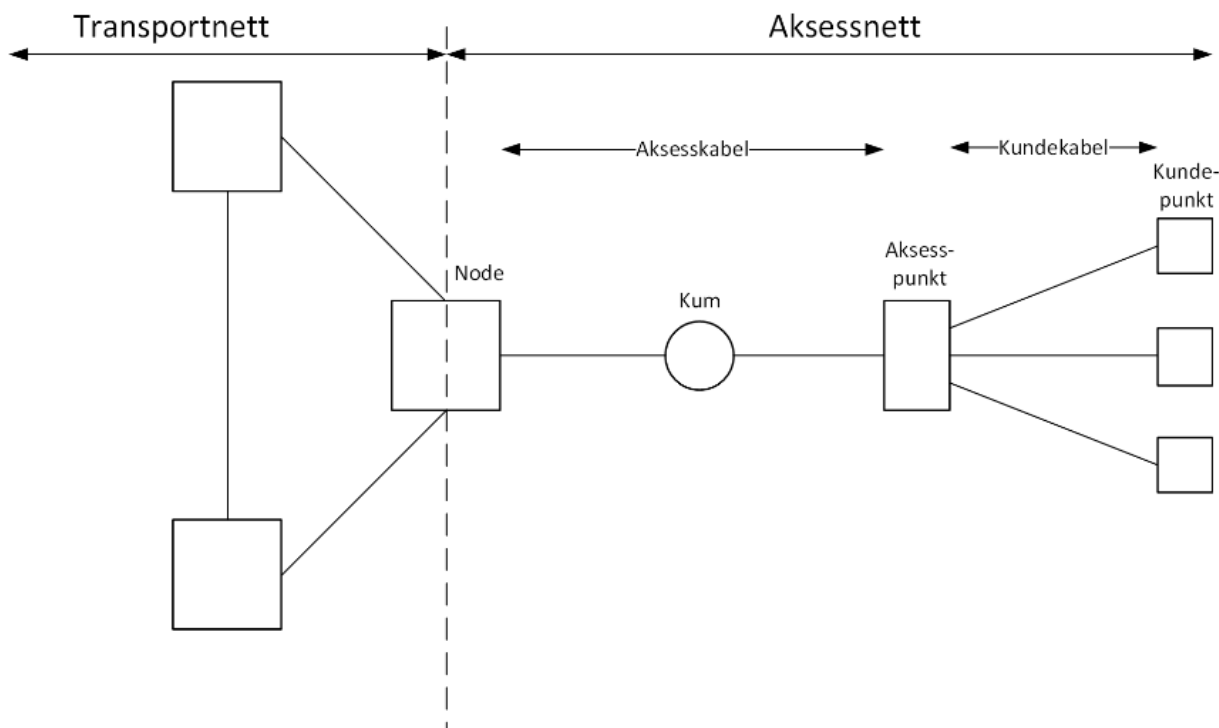 Transportnett
Aksessnett
Aksesskabel
Kundekabel
Kunde-
punkt
Node
Kum
Aksess-
punkt